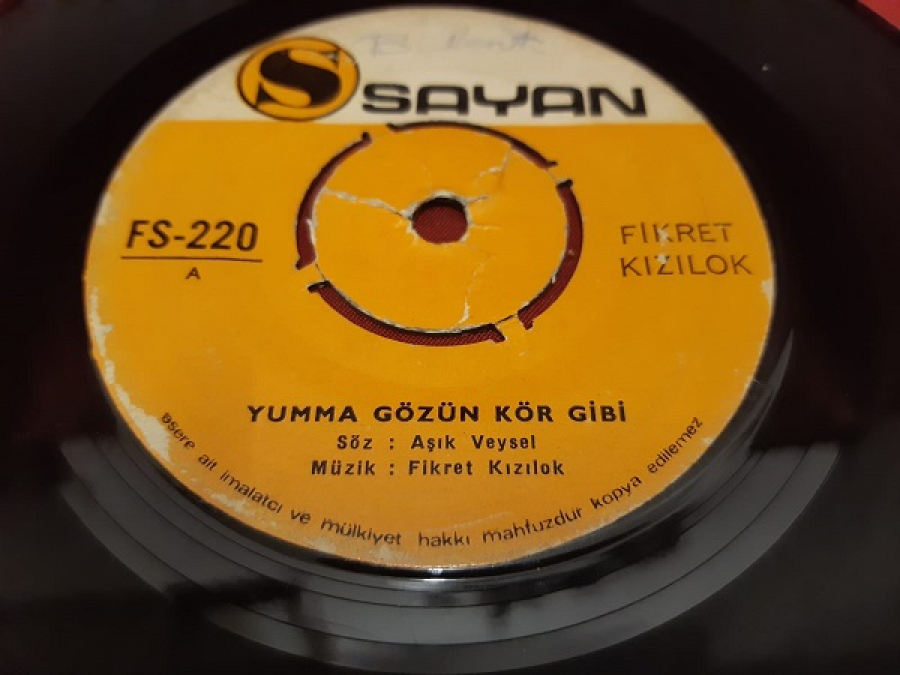 S SAYAN
FS-220
A
FİKRET
KIZILOK
YUMMA GÖZÜN KÖR GİBİ
Söz : Aşık Veysel
Müzik : Fikret Kızılok
esere ait imalatcı ve mülkiyet hakkı mahfuzdur kopya edilemez